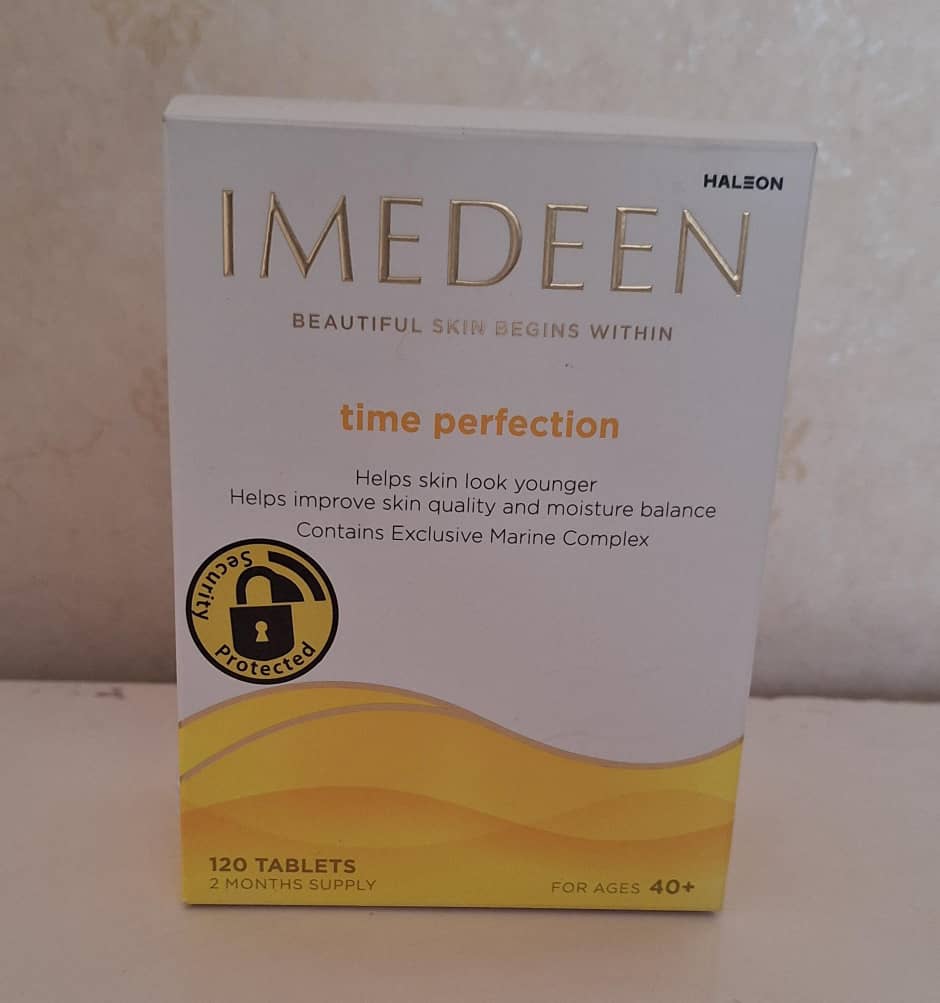 HALEON
IMEDEEN
BEAUTIFUL SKIN BEGINS WITHIN
time perfection
Helps skin look younger
Helps improve skin quality and moisture balance
Contains Exclusive Marine Complex
Security
Protected
120 TABLETS
2 MONTHS SUPPLY
FOR AGES 40+